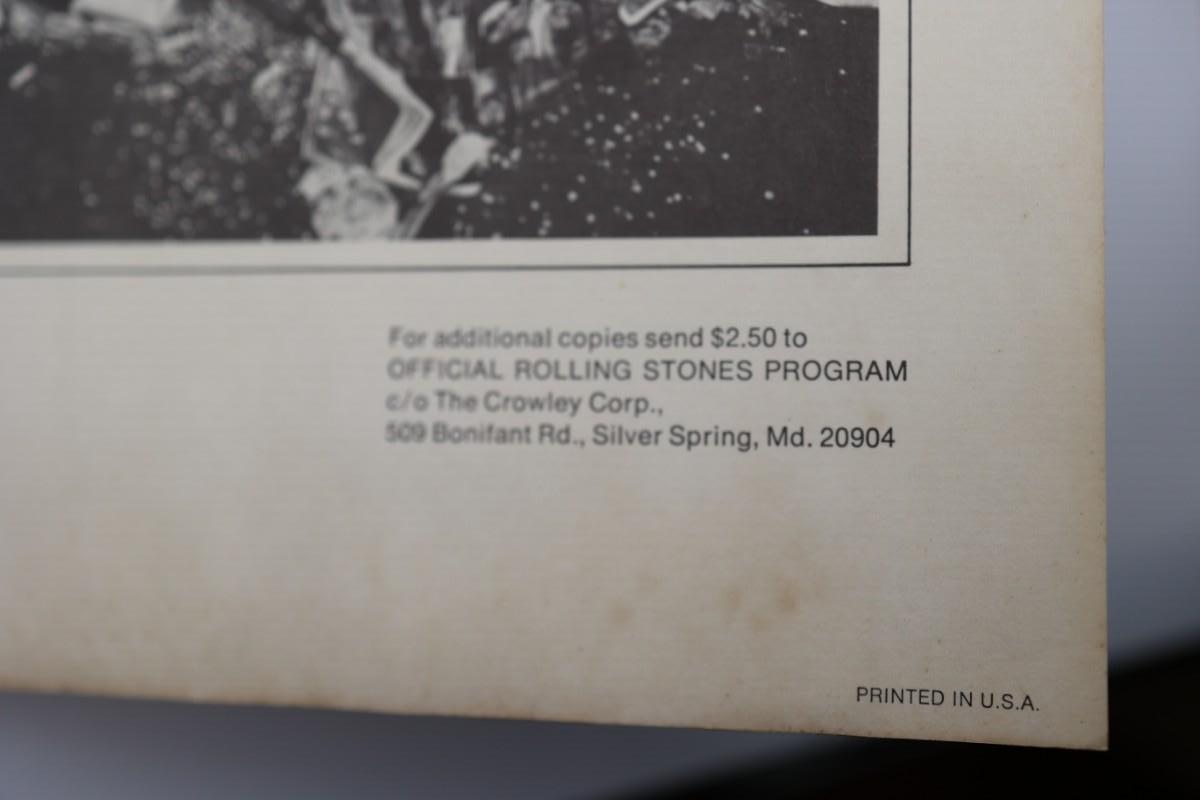 For additional copies send $2.50 to
OFFICIAL ROLLING STONES PROGRAM
c/o The Crowley Corp.,
509 Bonifant Rd., Silver Spring, Md. 20904
PRINTED IN U.S.A.